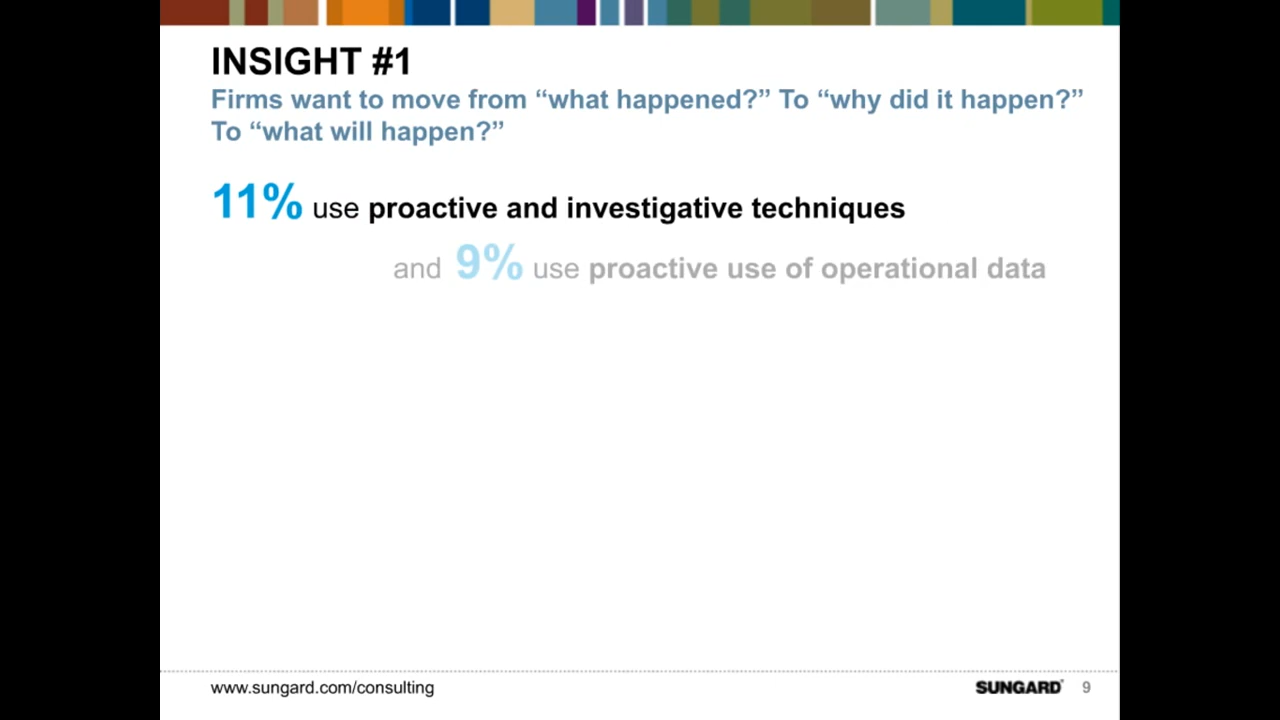 INSIGHT #1
Firms want to move from “what happened?” To “why did it happen?”
To “what will happen?”
11% use proactive and investigative techniques
and 9% use proactive use of operational data
www.sungard.com/consulting
SUNGARD® 9